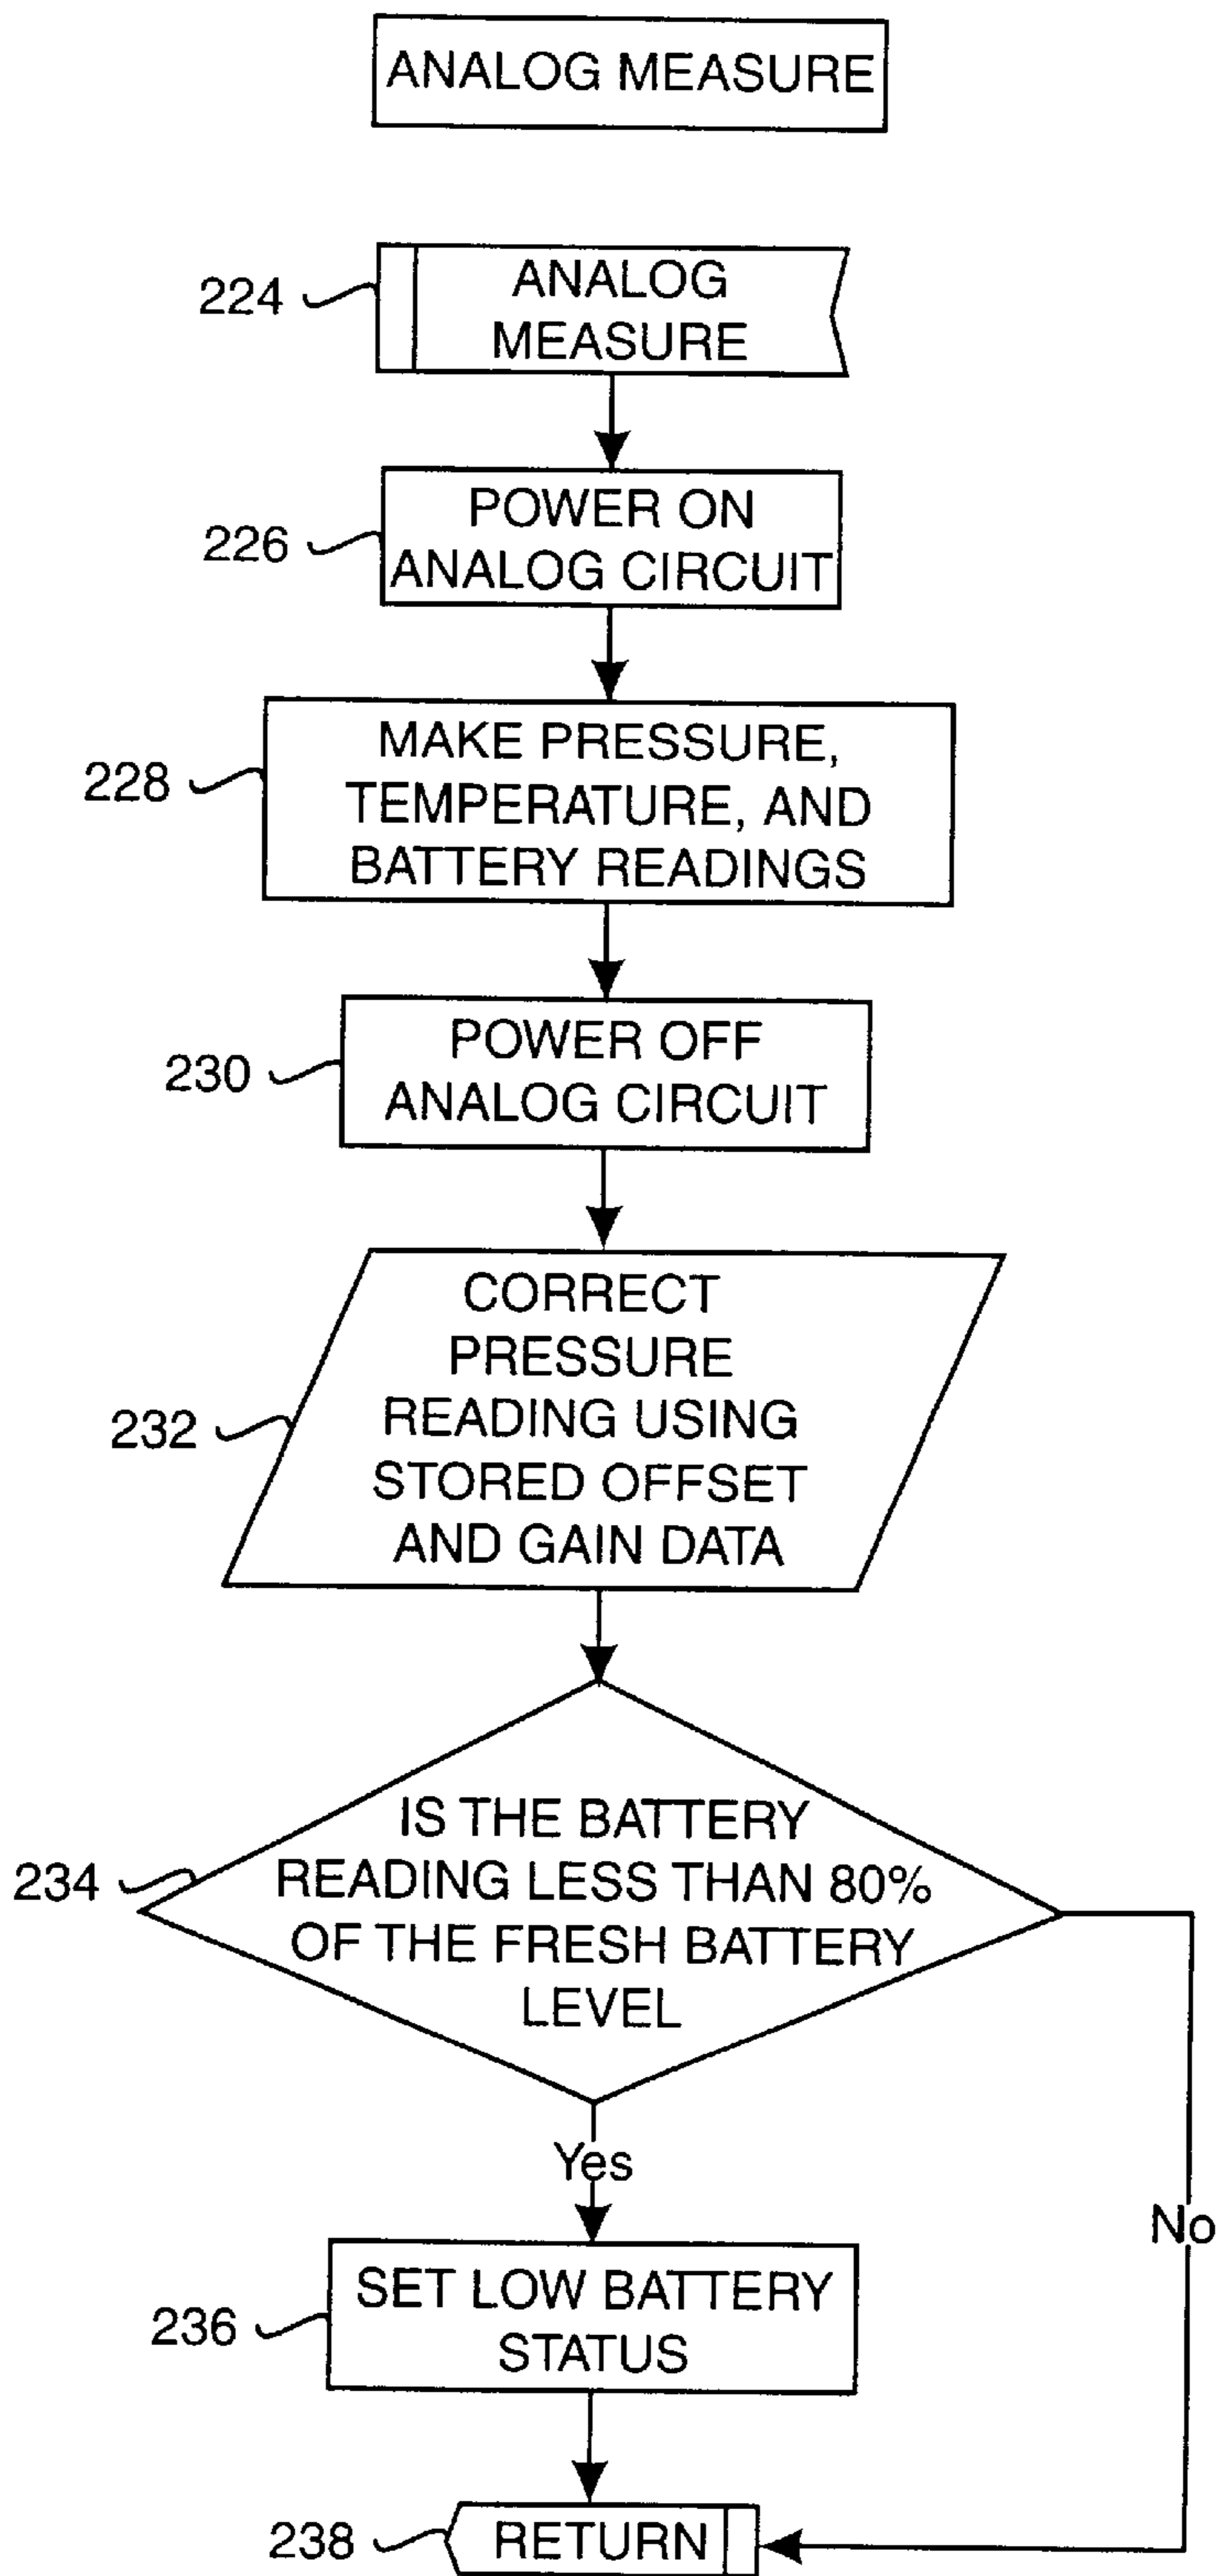 ANALOG MEASURE
224
ANALOG
MEASURE
226
POWER ON
ANALOG CIRCUIT
228
MAKE PRESSURE,
TEMPERATURE, AND
BATTERY READINGS
230
POWER OFF
ANALOG CIRCUIT
232
CORRECT
PRESSURE
READING USING
STORED OFFSET
AND GAIN DATA
234
IS THE BATTERY
READING LESS THAN 80%
OF THE FRESH BATTERY
LEVEL
Yes
No
236
SET LOW BATTERY
STATUS
238
RETURN